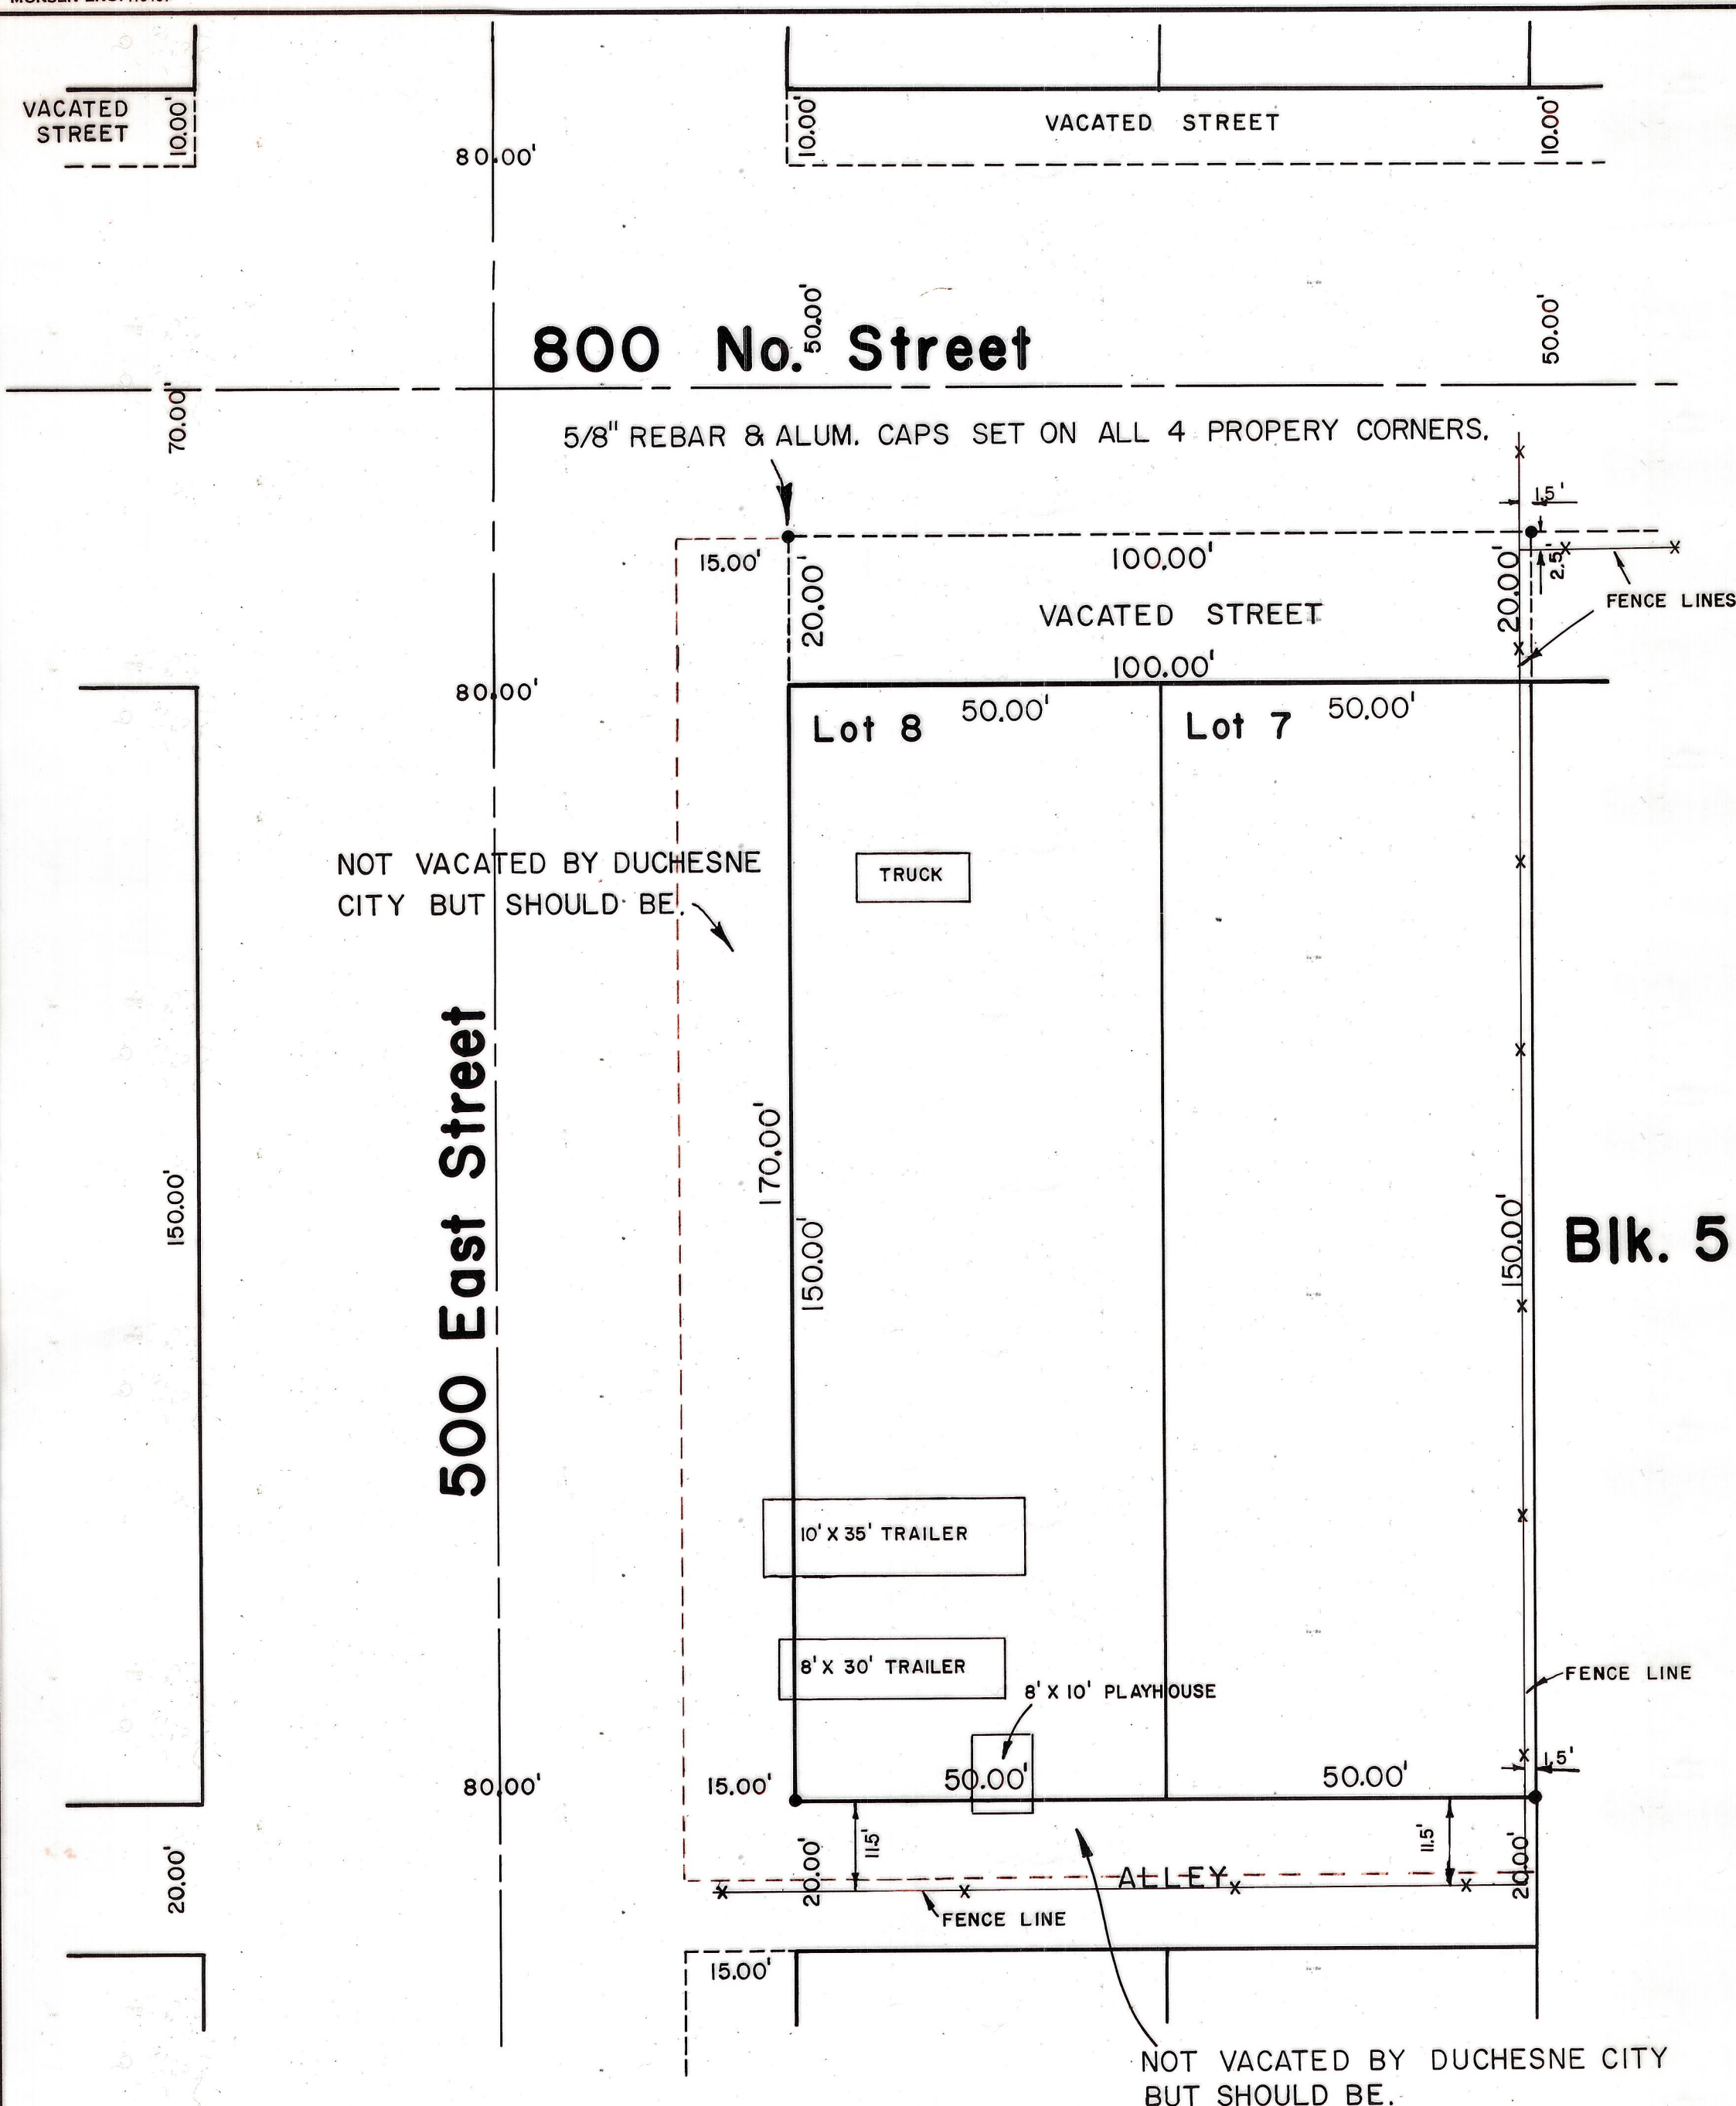 VACATED
STREET
10.00'
80.00'
10.00'
VACATED STREET
10.00'
50.00'
50.00'
800 No. Street
70.00'
5/8" REBAR & ALUM. CAPS SET ON ALL 4 PROPERY CORNERS.
1.5'
15.00'
20.00'
100.00'
20.00'
2.5'
FENCE LINES
VACATED STREET
100.00'
80.00'
Lot 8
50.00'
Lot 7
50.00'
NOT VACATED BY DUCHESNE
CITY BUT SHOULD BE.
TRUCK
500 East Street
150.00'
170.00'
150.00'
150.00'
Blk. 5
10' X 35' TRAILER
8' X 30' TRAILER
8' X 10' PLAYHOUSE
FENCE LINE
80.00'
15.00'
50.00'
50.00'
1.5'
20.00'
20.00'
11.5'
ALLEY
11.5'
20.00'
FENCE LINE
15.00'
NOT VACATED BY DUCHESNE CITY
BUT SHOULD BE.